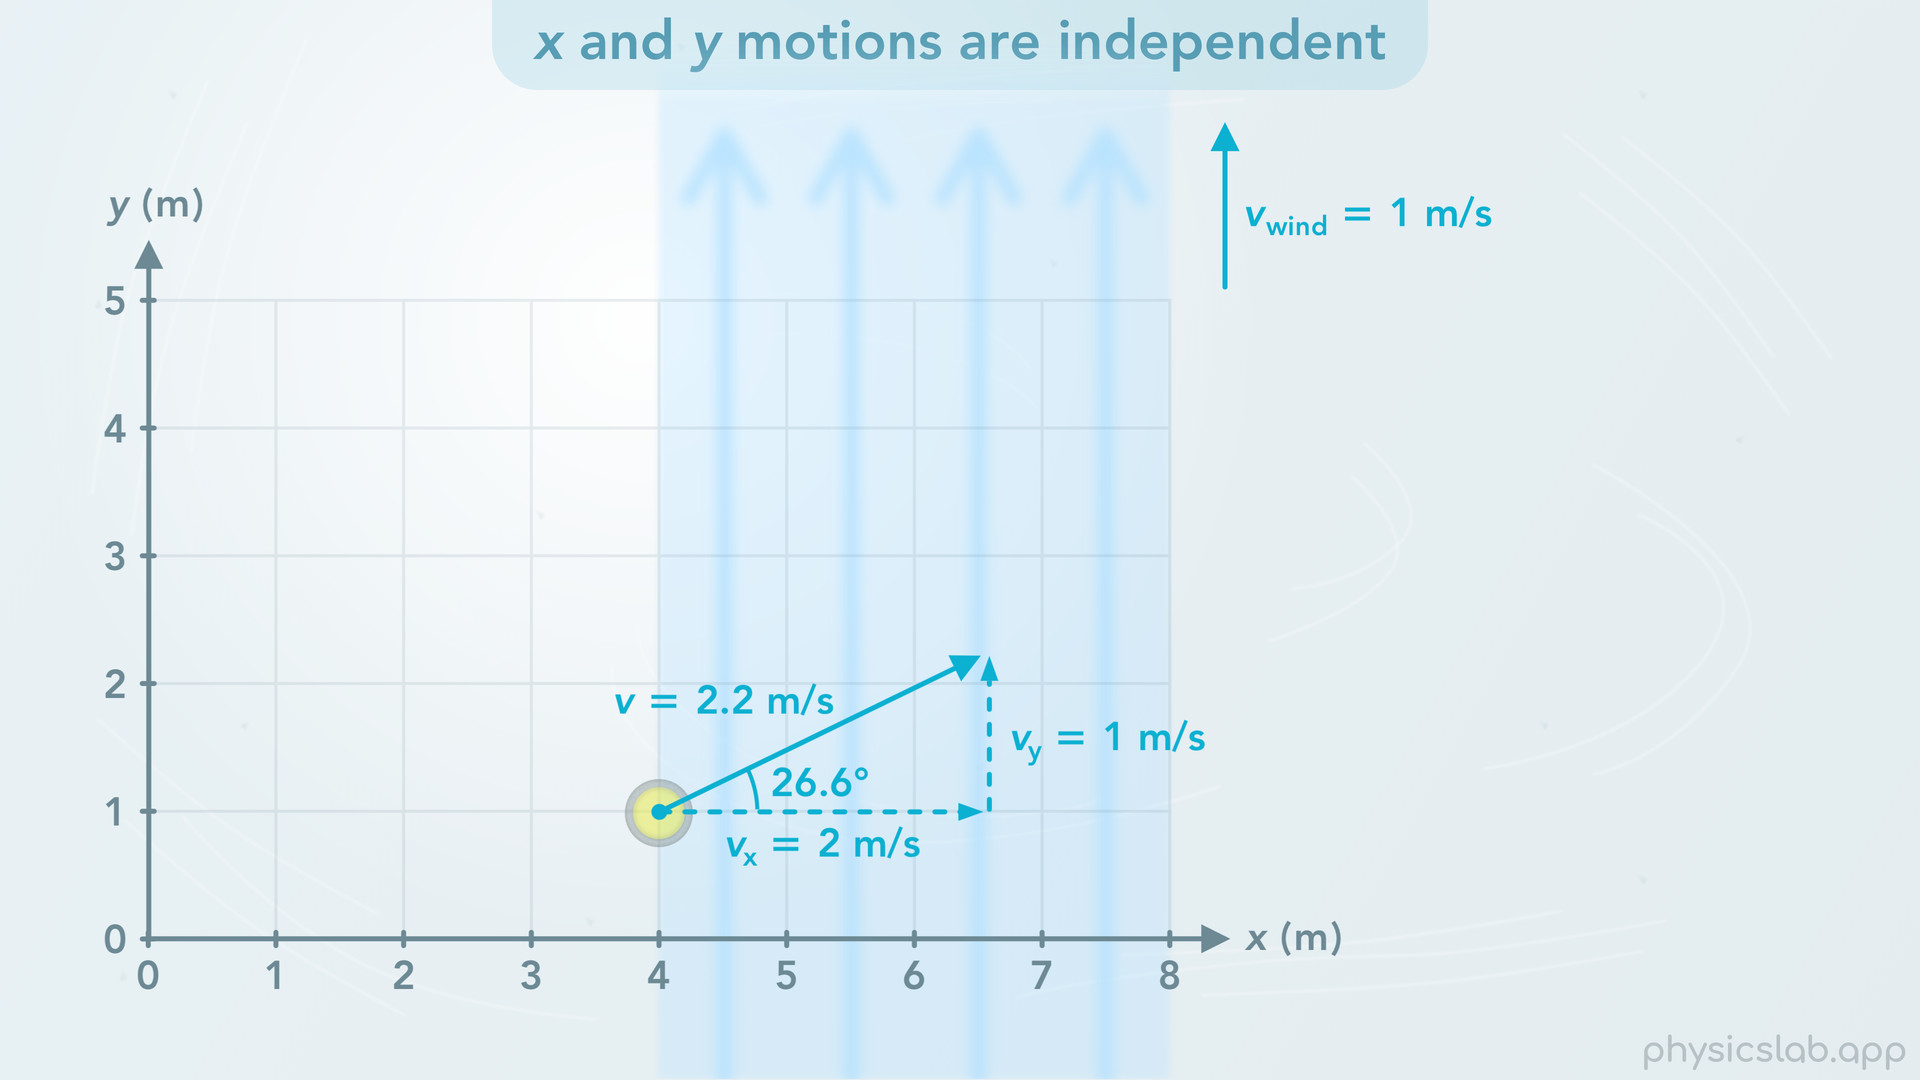 x and y motions are independent
v_wind = 1 m/s
y (m)
5
4
3
2
1
0
v = 2.2 m/s
v_y = 1 m/s
26.6°
v_x = 2 m/s
x (m)
0 1 2 3 4 5 6 7 8
physicslab.app